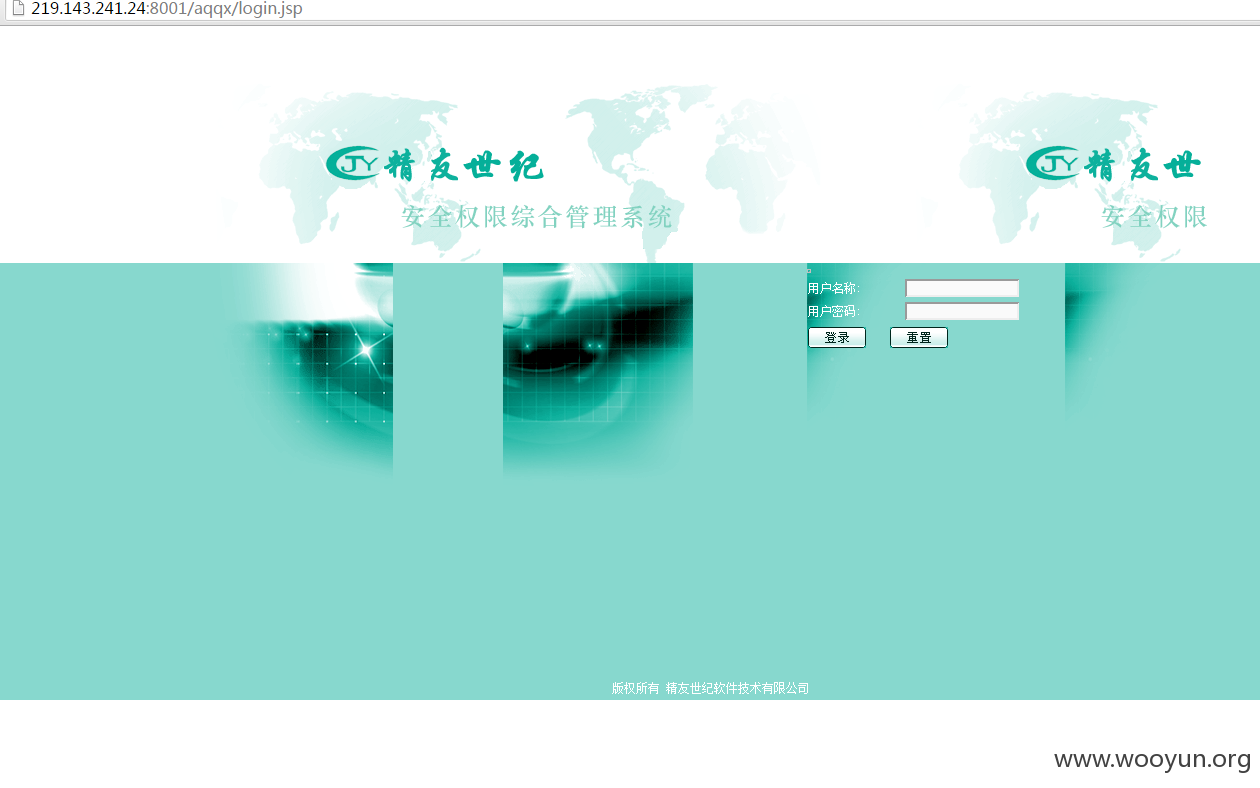 219.143.241.24:8001/aqqx/login.jsp
JY 精友世纪
JY 精友世
安全权限综合管理系统
安全权限
用户名称:
用户密码:
登录 重置
版权所有 精友世纪软件技术有限公司
www.wooyun.org